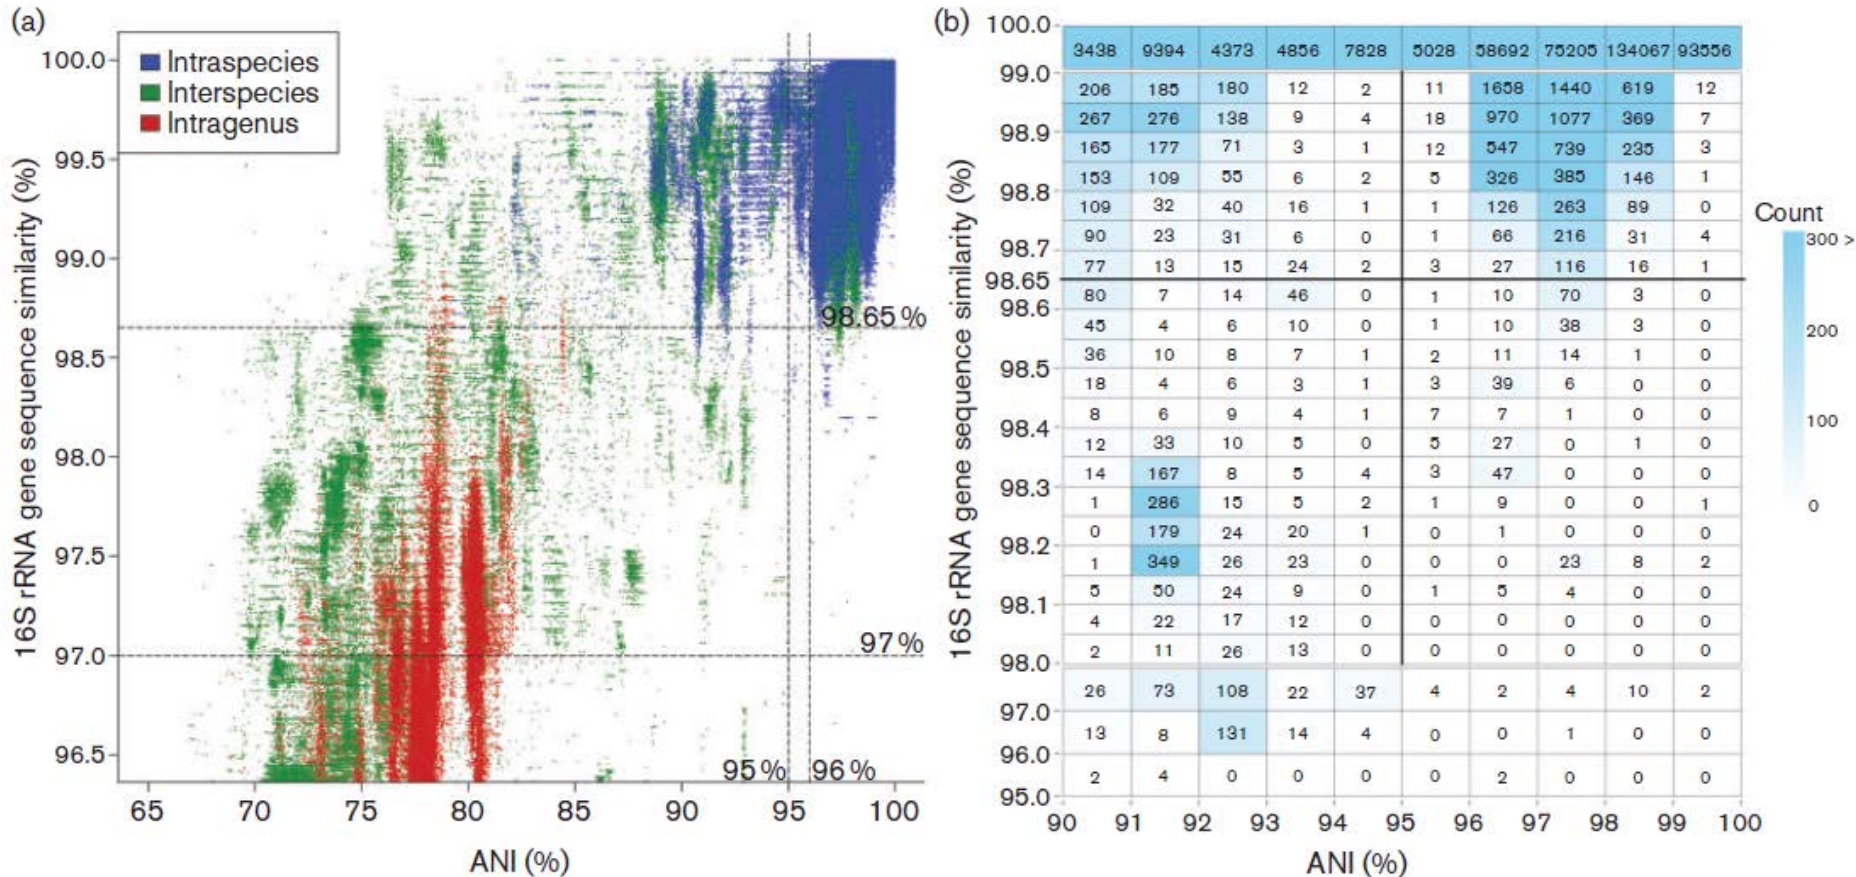 (a)
Intraspecies
Interspecies
Intragenus
16S rRNA gene sequence similarity (%)
100.0
99.5
99.0
98.5
98.0
97.5
97.0
96.5
98.65 %
97 %
95 % 96 %
65 70 75 80 85 90 95 100
ANI (%)
(b)
16S rRNA gene sequence similarity (%)
100.0
3438 9394 4373 4856 7828 5028 58692 75205 134067 93556
99.0
206 185 180 12 2 11 1658 1440 619 12
267 276 138 9 4 18 970 1077 369 7
98.9
165 177 71 3 1 12 547 739 235 3
153 109 55 6 2 5 326 385 146 1
98.8
109 32 40 16 1 1 126 263 89 0
90 23 31 6 0 1 66 216 31 4
98.7
77 13 15 24 2 3 27 116 16 1
98.65
80 7 14 46 0 1 10 70 3 0
98.6
45 4 6 10 0 1 10 38 3 0
36 10 8 7 1 2 11 14 1 0
98.5
18 4 6 3 1 3 39 6 0 0
8 6 9 4 1 7 7 1 0 0
98.4
12 33 10 5 0 5 27 0 1 0
14 167 8 5 4 3 47 0 0 0
98.3
1 286 15 5 2 1 9 0 0 1
0 179 24 20 1 0 1 0 0 0
98.2
1 349 26 23 0 0 0 23 8 2
5 50 24 9 0 1 5 4 0 0
98.1
4 22 17 12 0 0 0 0 0 0
2 11 26 13 0 0 0 0 0 0
98.0
26 73 108 22 37 4 2 4 10 2
97.0
13 8 131 14 4 0 0 1 0 0
96.0
2 4 0 0 0 0 2 0 0 0
95.0
90 91 92 93 94 95 96 97 98 99 100
ANI (%)
Count
300 >
200
100
0